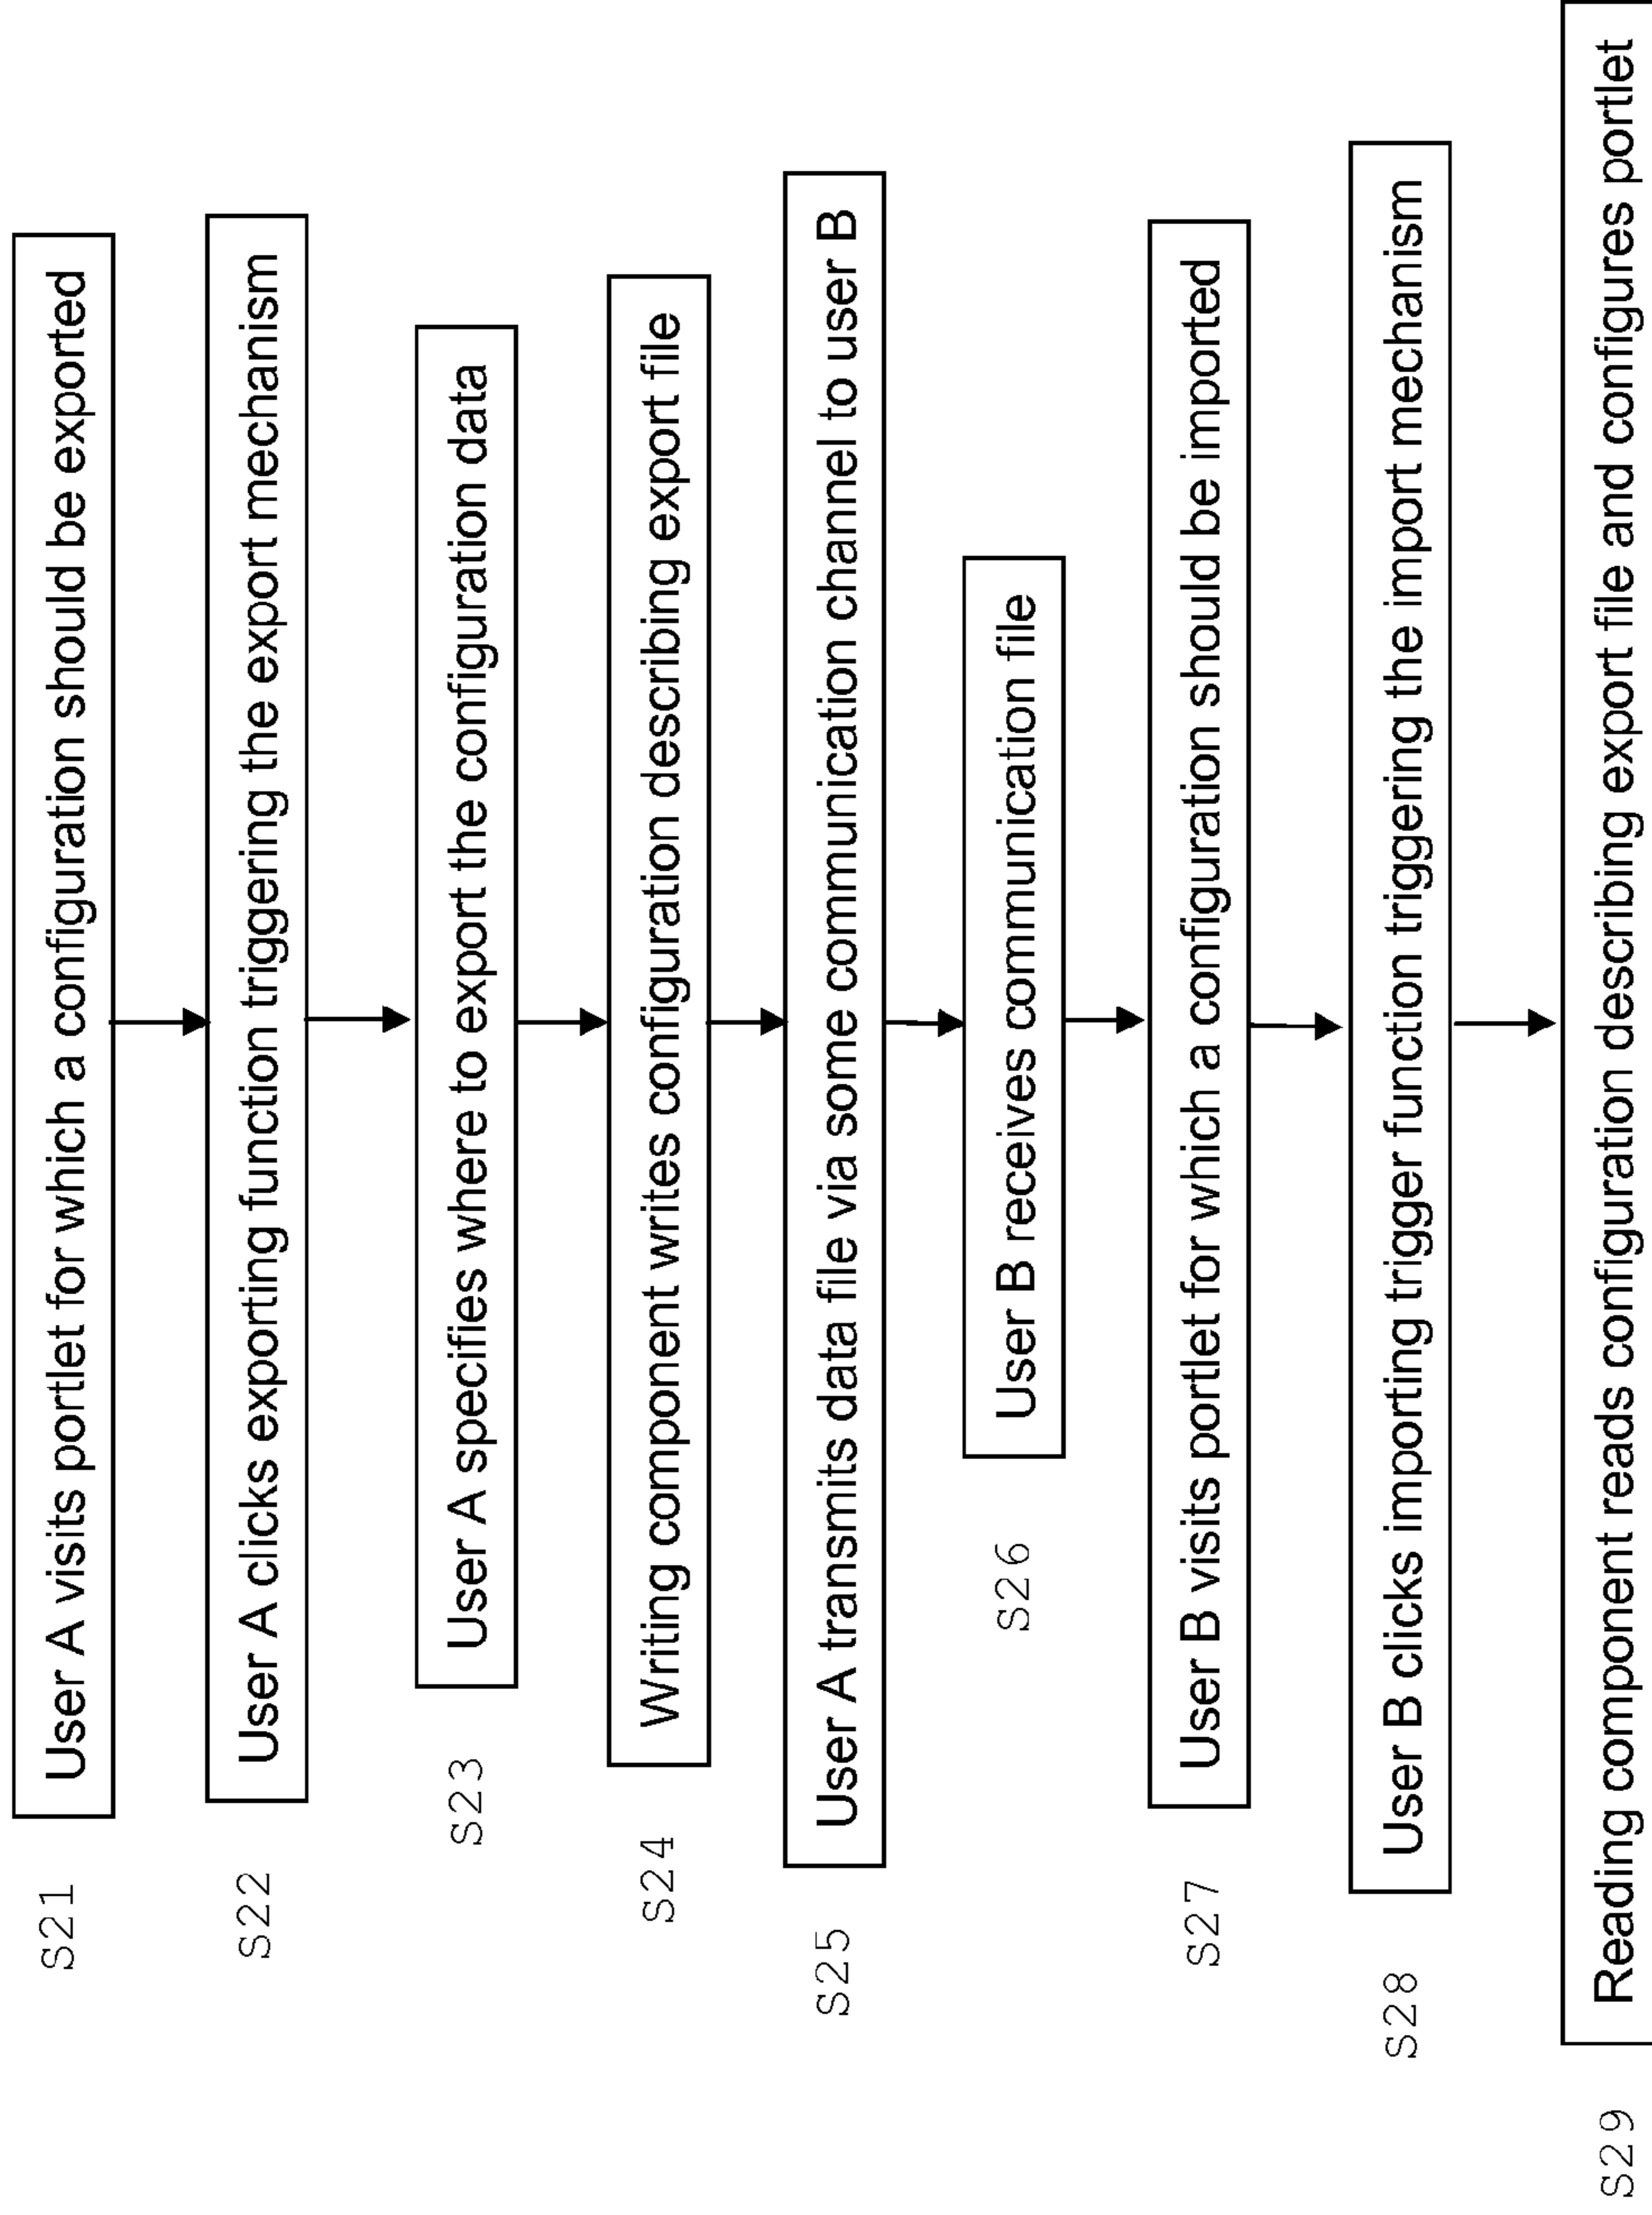 S21
User A visits portlet for which a configuration should be exported
S22
User A clicks exporting function triggering the export mechanism
S23
User A specifies where to export the configuration data
S24
Writing component writes configuration describing export file
S25
User A transmits data file via some communication channel to user B
S26
User B receives communication file
S27
User B visits portlet for which a configuration should be imported
S28
User B clicks importing trigger function triggering the import mechanism
S29
Reading component reads configuration describing export file and configures portlet